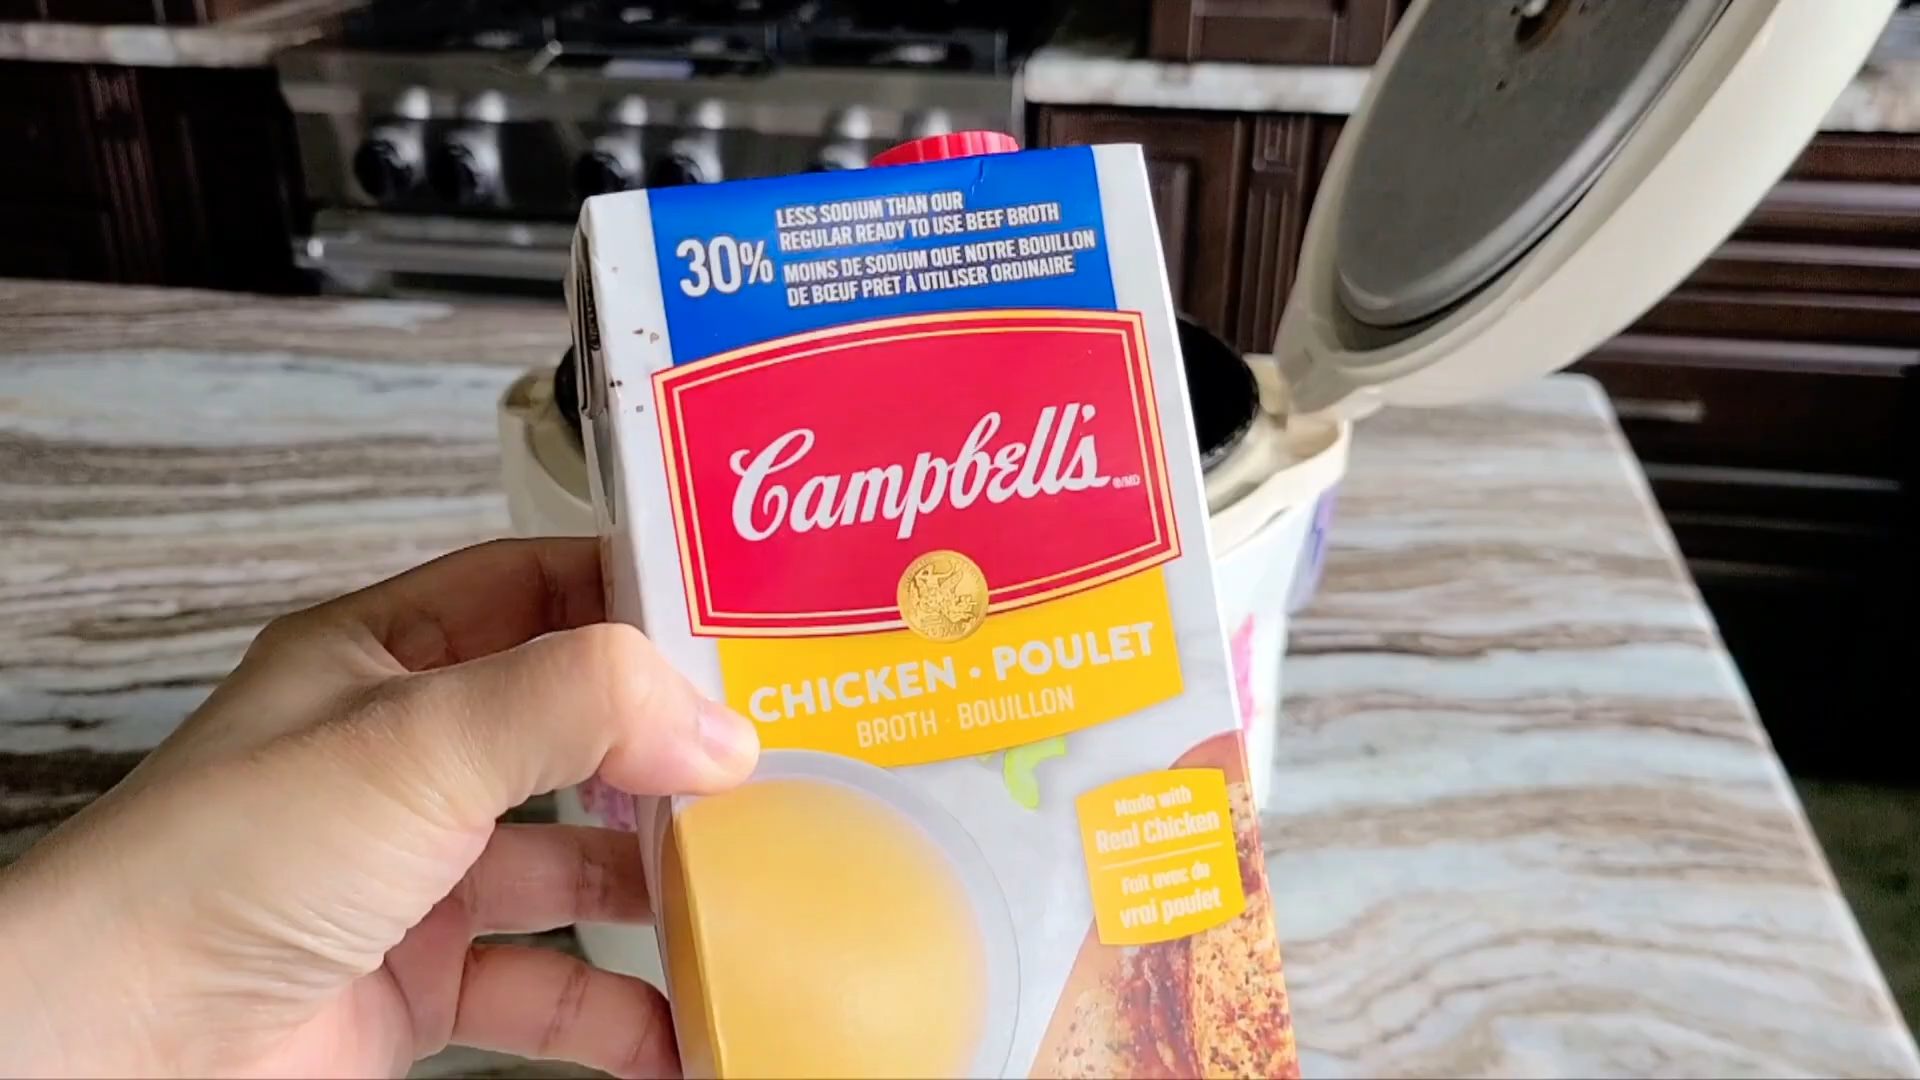 30%
LESS SODIUM THAN OUR
REGULAR READY TO USE BEEF BROTH
MOINS DE SODIUM QUE NOTRE BOUILLON
DE BŒUF PRÊT À UTILISER ORDINAIRE
Campbell's ®/MD
CHICKEN • POULET
BROTH · BOUILLON
Made with
Real Chicken
Fait avec du
vrai poulet